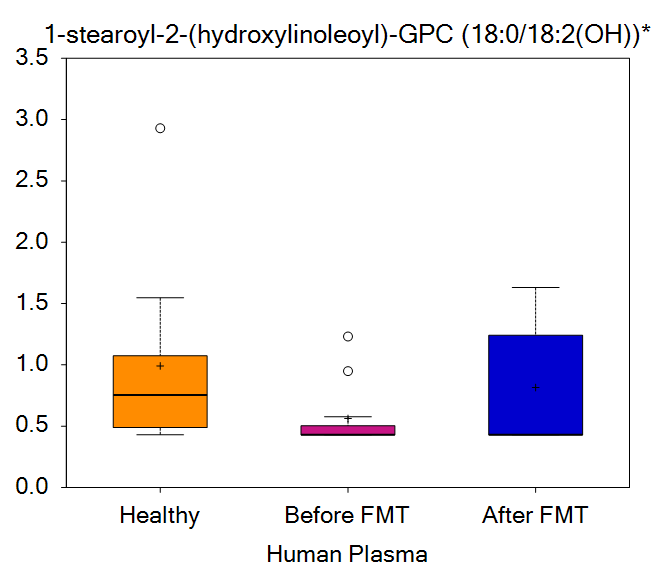 1-stearoyl-2-(hydroxylinoleoyl)-GPC (18:0/18:2(OH))*
3.5
3.0
2.5
2.0
1.5
1.0
0.5
0.0
Healthy Before FMT After FMT
Human Plasma